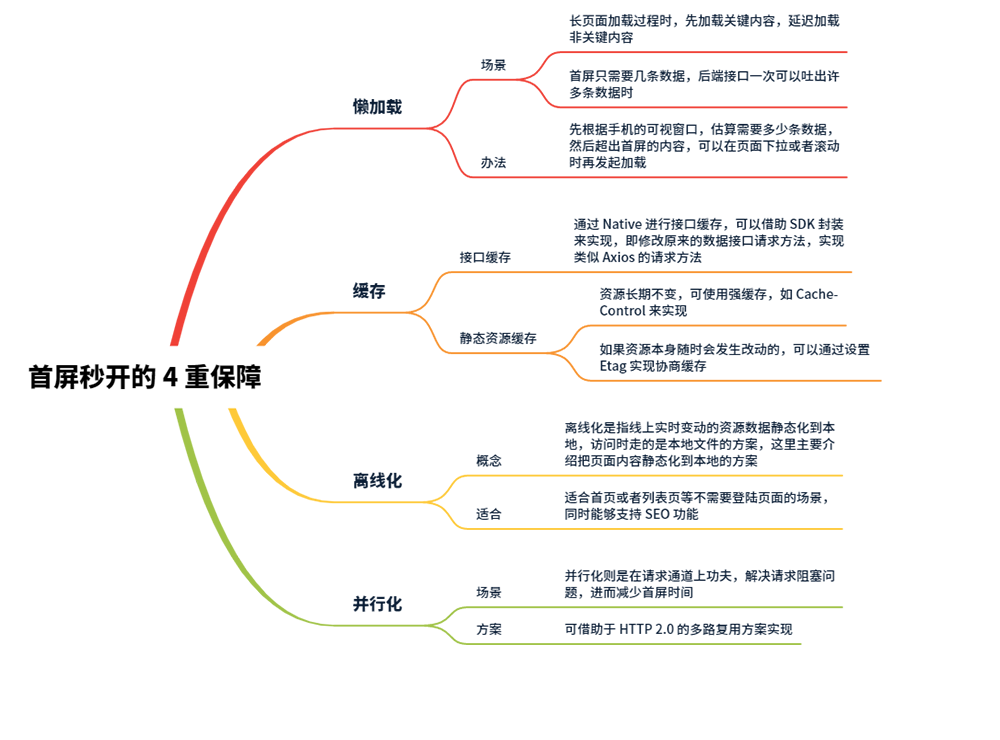 首屏秒开的 4 重保障
懒加载
场景
长页面加载过程时，先加载关键内容，延迟加载
非关键内容
首屏只需要几条数据，后端接口一次可以吐出许
多条数据时
办法
先根据手机的可视窗口，估算需要多少条数据，
然后超出首屏的内容，可以在页面下拉或者滚动
时再发起加载
缓存
接口缓存
通过 Native 进行接口缓存，可以借助 SDK 封装
来实现，即修改原来的数据接口请求方法，实现
类似 Axios 的请求方法
静态资源缓存
资源长期不变，可使用强缓存，如 Cache-
Control 来实现
如果资源本身随时会发生改动的，可以通过设置
Etag 实现协商缓存
离线化
概念
离线化是指线上实时变动的资源数据静态化到本
地，访问时走的是本地文件的方案，这里主要介
绍把页面内容静态化到本地的方案
适合
适合首页或者列表页等不需要登陆页面的场景，
同时能够支持 SEO 功能
并行化
场景
并行化则是在请求通道上功夫，解决请求阻塞问
题，进而减少首屏时间
方案
可借助于 HTTP 2.0 的多路复用方案实现